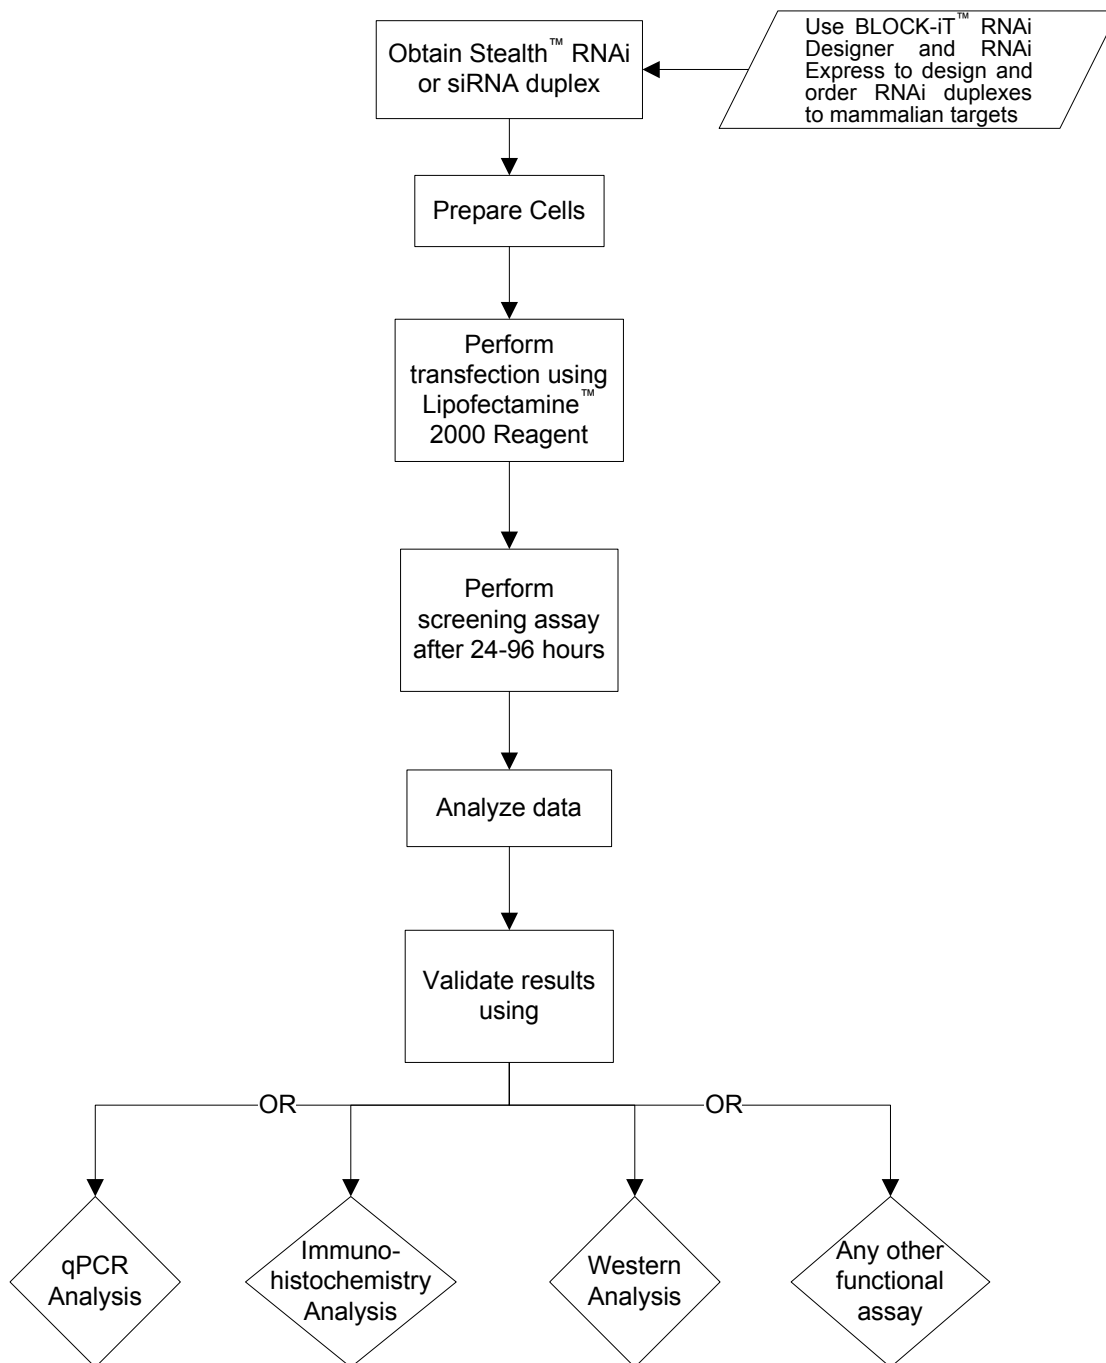 Obtain Stealth™ RNAi
or siRNA duplex
Use BLOCK-iT™ RNAi
Designer and RNAi
Express to design and
order RNAi duplexes
to mammalian targets
Prepare Cells
Perform
transfection using
Lipofectamine™
2000 Reagent
Perform
screening assay
after 24-96 hours
Analyze data
Validate results
using
OR
OR
qPCR
Analysis
Immuno-
histochemistry
Analysis
Western
Analysis
Any other
functional
assay